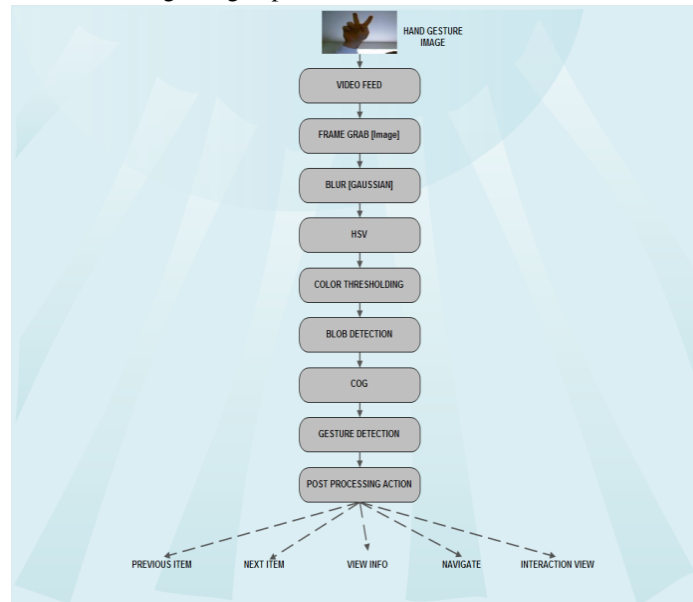 HAND GESTURE
IMAGE
VIDEO FEED
FRAME GRAB [Image]
BLUR [GAUSSIAN]
HSV
COLOR THRESHOLDING
BLOB DETECTION
COG
GESTURE DETECTION
POST PROCESSING ACTION
PREVIOUS ITEM NEXT ITEM VIEW INFO NAVIGATE INTERACTION VIEW